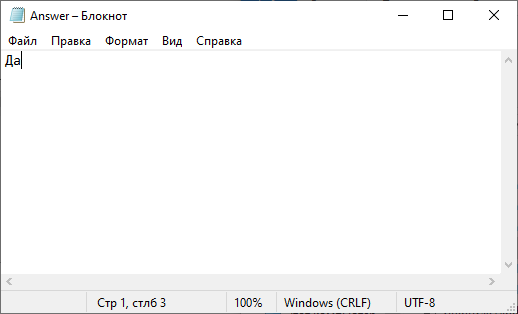 Answer – Блокнот
Файл Правка Формат Вид Справка
Да
Стр 1, стлб 3 100% Windows (CRLF) UTF-8